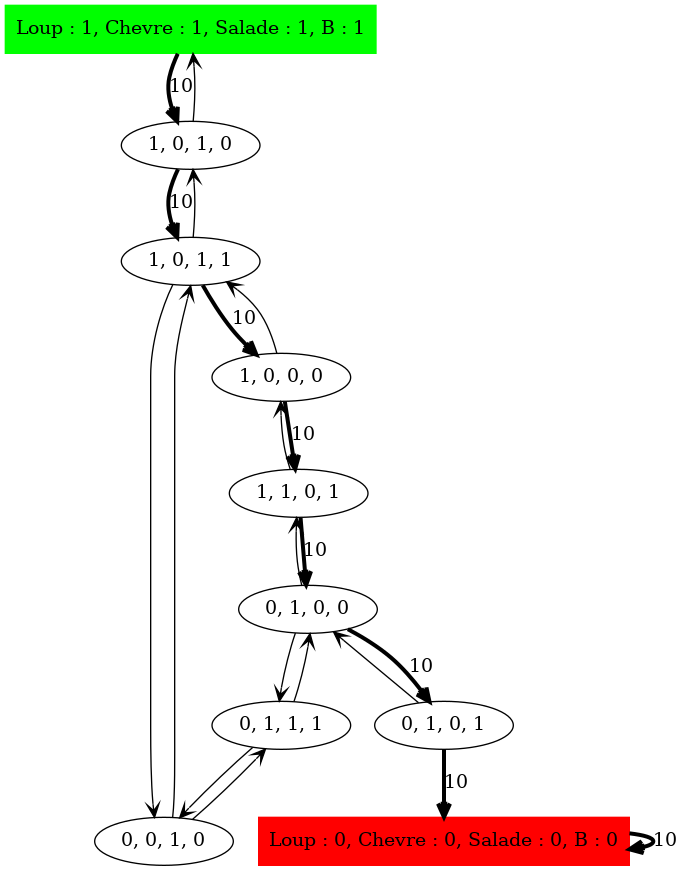 Loup : 1, Chevre : 1, Salade : 1, B : 1
10
1, 0, 1, 0
10
1, 0, 1, 1
10
1, 0, 0, 0
10
1, 1, 0, 1
10
0, 1, 0, 0
10
0, 1, 1, 1
0, 1, 0, 1
10
0, 0, 1, 0
Loup : 0, Chevre : 0, Salade : 0, B : 0
10